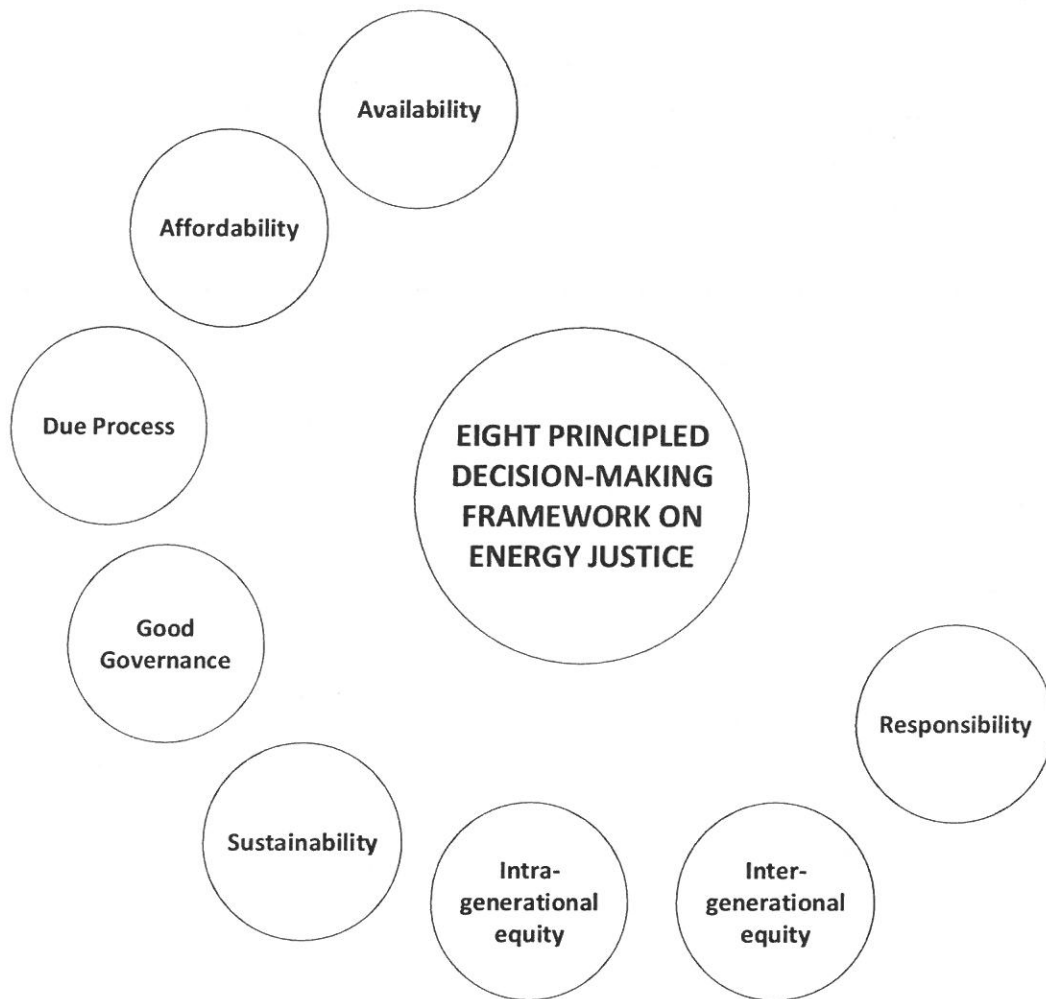 Availability
Affordability
Due Process
Good
Governance
Sustainability
Intra-
generational
equity
Inter-
generational
equity
Responsibility
EIGHT PRINCIPLED
DECISION-MAKING
FRAMEWORK ON
ENERGY JUSTICE